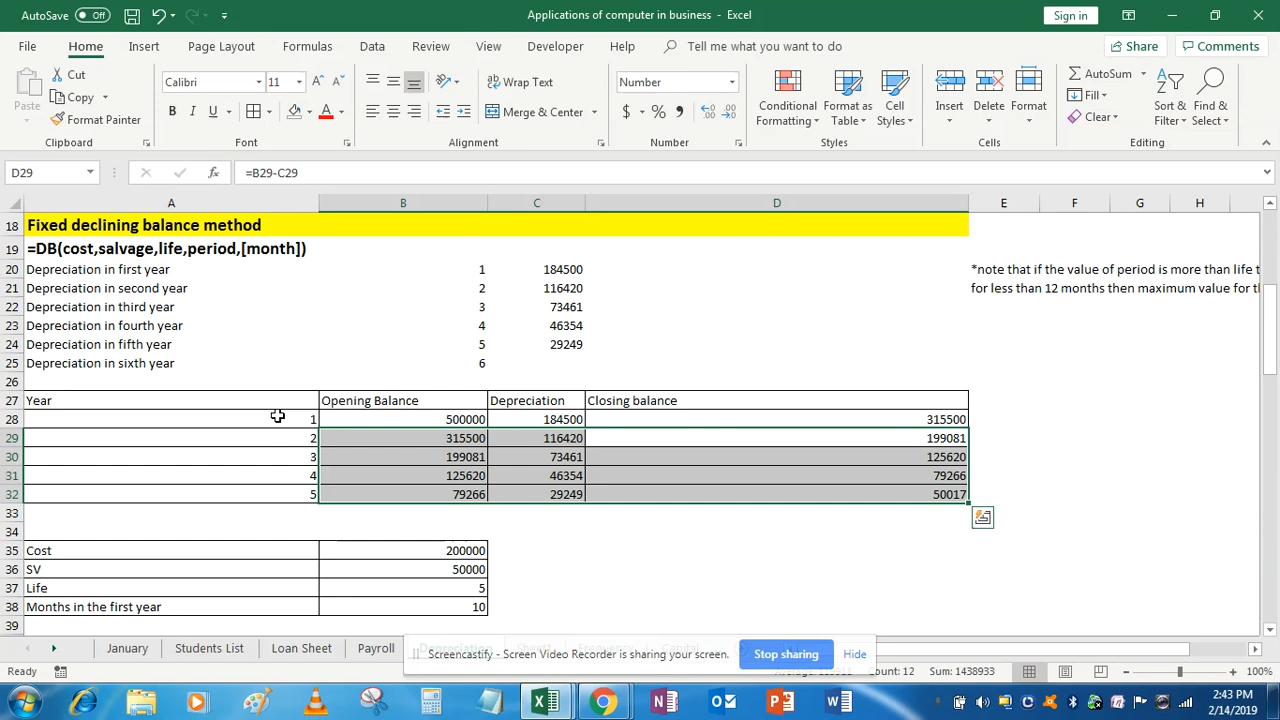 AutoSave Off Applications of computer in business - Excel Sign in
File Home Insert Page Layout Formulas Data Review View Developer Help Tell me what you want to do Share Comments
Paste Cut Copy Format Painter
Calibri 11 Wrap Text Merge & Center Number
B I U $ %
Conditional Formatting Format as Table Cell Styles Insert Delete Format
AutoSum Fill Clear Sort & Filter Find & Select
Clipboard Font Alignment Number Styles Cells Editing
D29 fx =B29-C29
A B C D E F G H
18 Fixed declining balance method
19 =DB(cost,salvage,life,period,[month])
20 Depreciation in first year 1 184500 *note that if the value of period is more than life t
21 Depreciation in second year 2 116420 for less than 12 months then maximum value for th
22 Depreciation in third year 3 73461
23 Depreciation in fourth year 4 46354
24 Depreciation in fifth year 5 29249
25 Depreciation in sixth year 6
26
27 Year Opening Balance Depreciation Closing balance
28 1 500000 184500 315500
29 2 315500 116420 199081
30 3 199081 73461 125620
31 4 125620 46354 79266
32 5 79266 29249 50017
33
34
35 Cost 200000
36 SV 50000
37 Life 5
38 Months in the first year 10
39
January Students List Loan Sheet Payroll
Screencastify - Screen Video Recorder is sharing your screen. Stop sharing Hide
Ready Count: 12 Sum: 1438933 100%
2:43 PM
2/14/2019